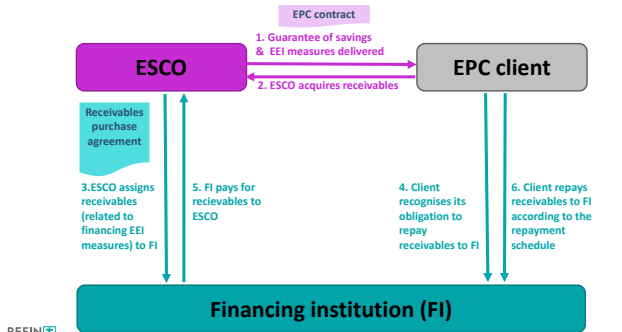 EPC contract
1. Guarantee of savings
& EEI measures delivered
ESCO
EPC client
2. ESCO acquires receivables
Receivables
purchase
agreement
3.ESCO assigns
receivables
(related to
financing EEI
measures) to FI
5. FI pays for
recievables to
ESCO
4. Client
recognises its
obligation to
repay
receivables to FI
6. Client repays
receivables to FI
according to the
repayment
schedule
Financing institution (FI)